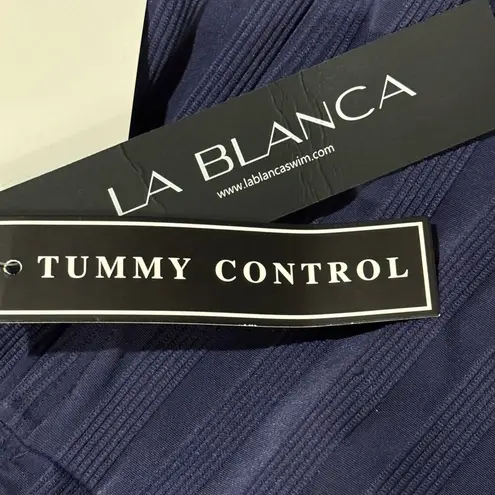 LA BLANCA
www.lablancaswim.com
TUMMY CONTROL